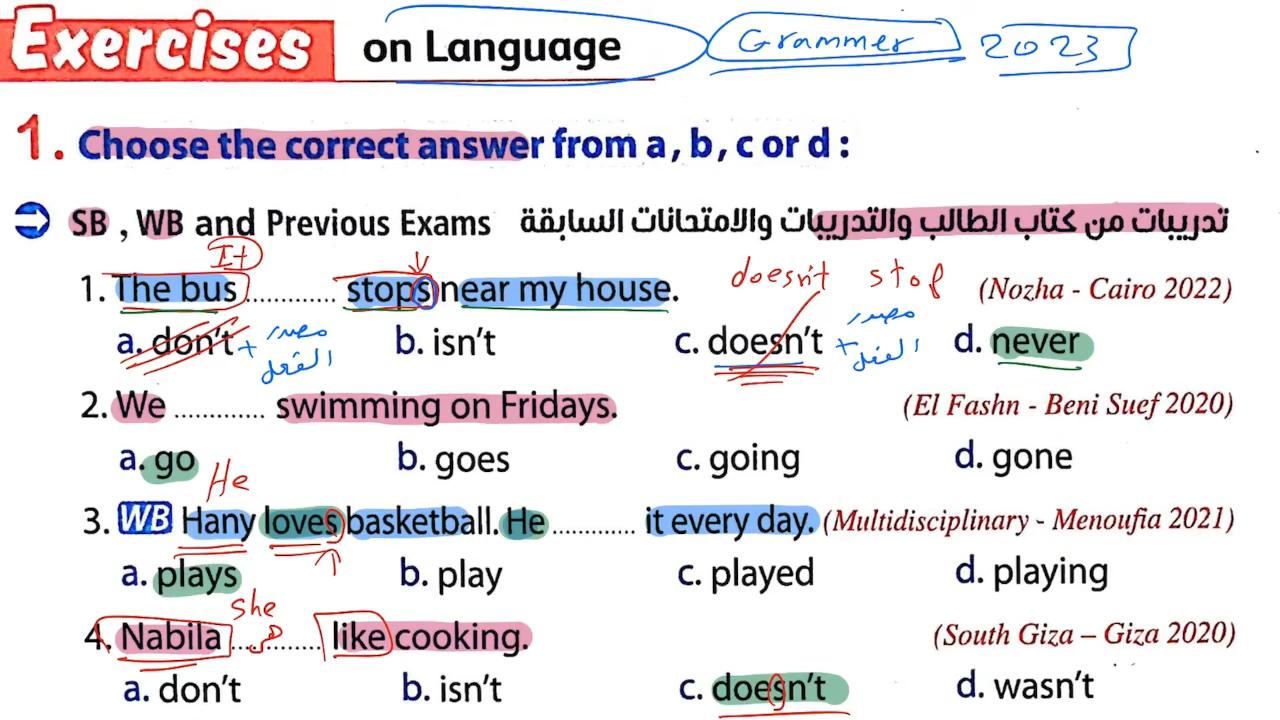 Exercises on Language Grammer 2023
1. Choose the correct answer from a, b, c or d :
SB , WB and Previous Exams تدريبات من كتاب الطالب والتدريبات والامتحانات السابقة
It doesn't stop
1. The bus ............. stops near my house. (Nozha - Cairo 2022)
a. don't + مصدر الفعل b. isn't c. doesn't + مصدر الفعل d. never
2. We ............. swimming on Fridays. (El Fashn - Beni Suef 2020)
a. go b. goes c. going d. gone
He
3. WB Hany loves basketball. He ............. it every day. (Multidisciplinary - Menoufia 2021)
a. plays b. play c. played d. playing
she
4. Nabila ............. like cooking. (South Giza – Giza 2020)
a. don't b. isn't c. doesn't d. wasn't